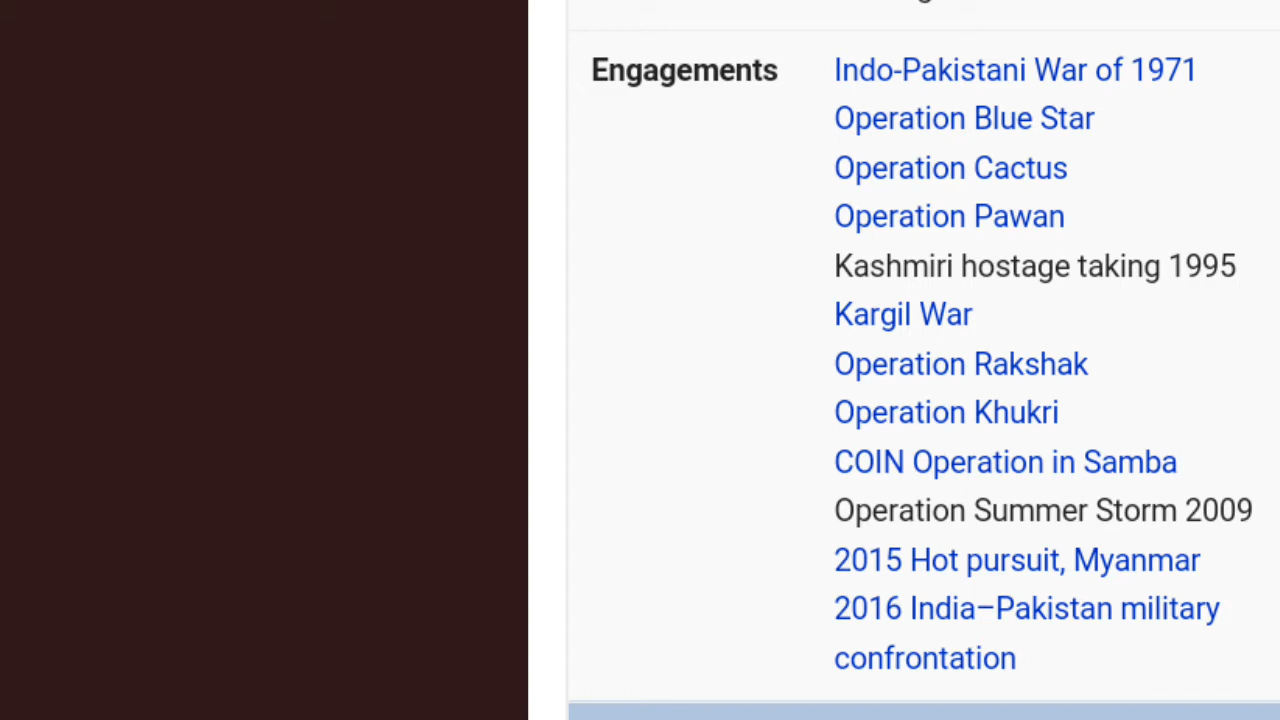 Engagements Indo-Pakistani War of 1971
Operation Blue Star
Operation Cactus
Operation Pawan
Kashmiri hostage taking 1995
Kargil War
Operation Rakshak
Operation Khukri
COIN Operation in Samba
Operation Summer Storm 2009
2015 Hot pursuit, Myanmar
2016 India–Pakistan military
confrontation